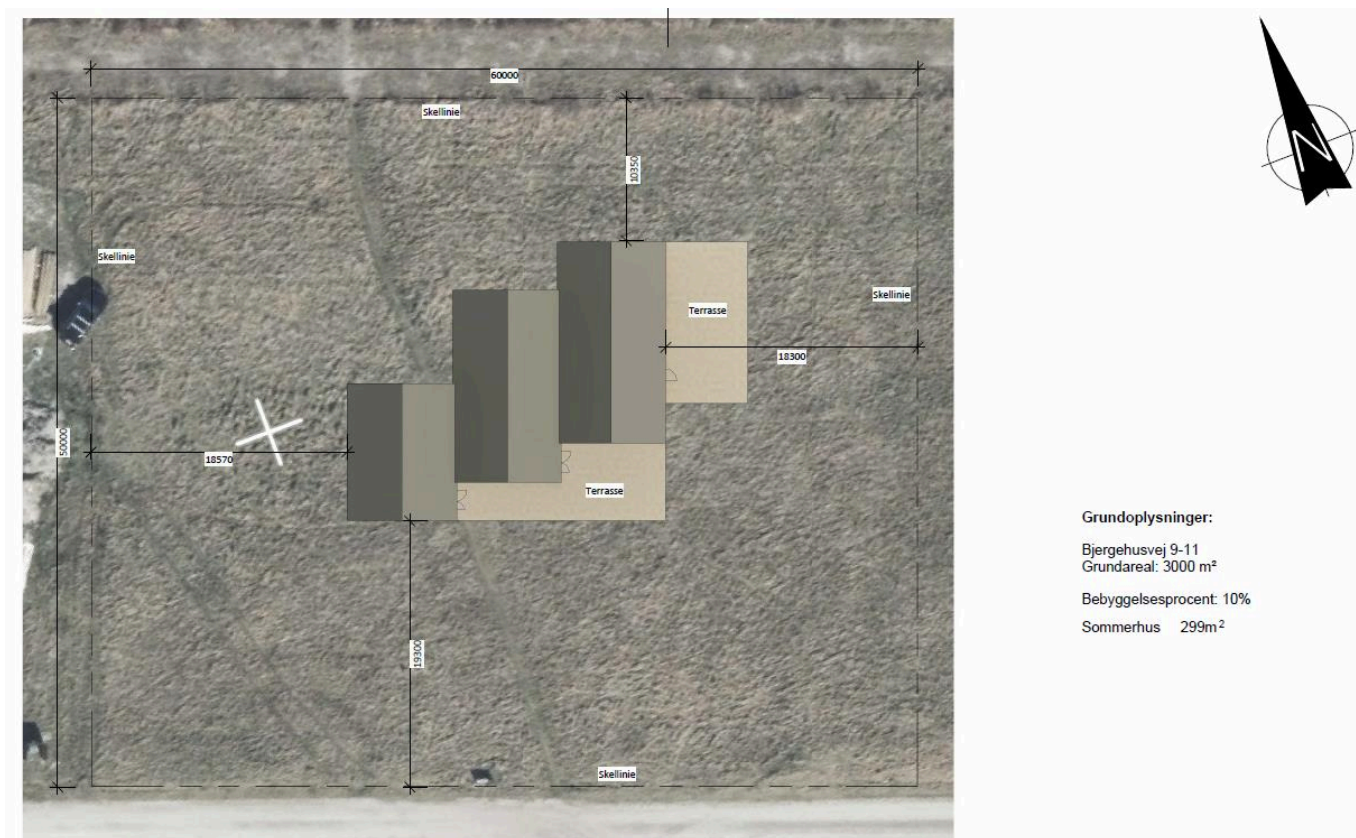 60000
Skellinie
10350
Skellinie
Skellinie
Terrasse
18300
50000
18570
Terrasse
19300
Skellinie
N
Grundoplysninger:
Bjergehusvej 9-11
Grundareal: 3000 m²
Bebyggelsesprocent: 10%
Sommerhus 299m²